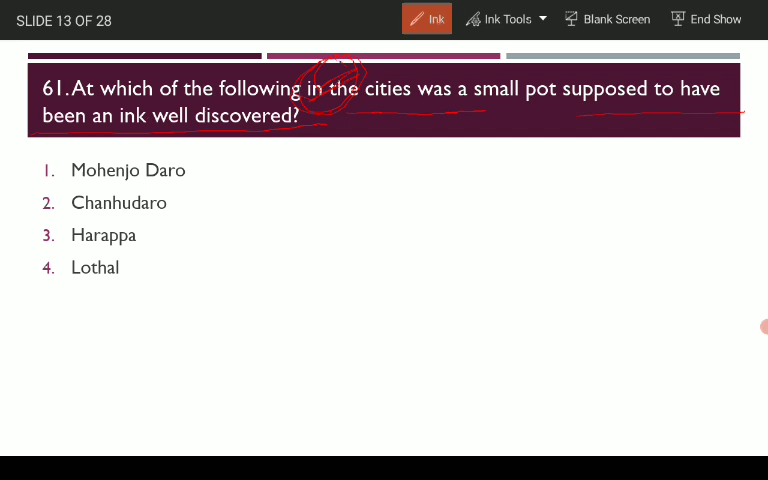 SLIDE 13 OF 28
Ink
Ink Tools
Blank Screen
End Show
61.At which of the following in the cities was a small pot supposed to have
been an ink well discovered?
1. Mohenjo Daro
2. Chanhudaro
3. Harappa
4. Lothal